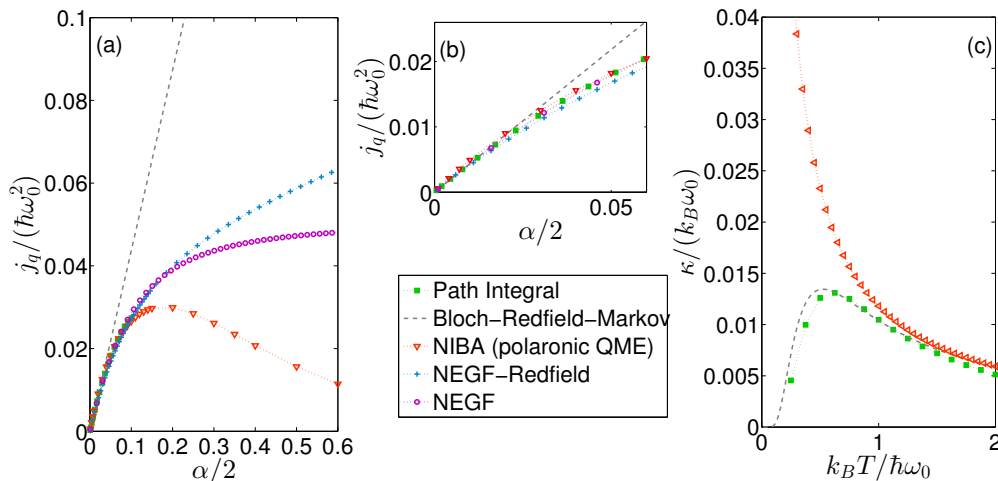 (a)
j_q/(ħω_0^2)
0.1
0.08
0.06
0.04
0.02
0
0 0.1 0.2 0.3 0.4 0.5 0.6
α/2
(b)
j_q/(ħω_0^2)
0.02
0.01
0
0 0.05
α/2
Path Integral
Bloch−Redfield−Markov
NIBA (polaronic QME)
NEGF−Redfield
NEGF
(c)
κ/(k_Bω_0)
0.04
0.035
0.03
0.025
0.02
0.015
0.01
0.005
0
0 1 2
k_BT/ħω_0